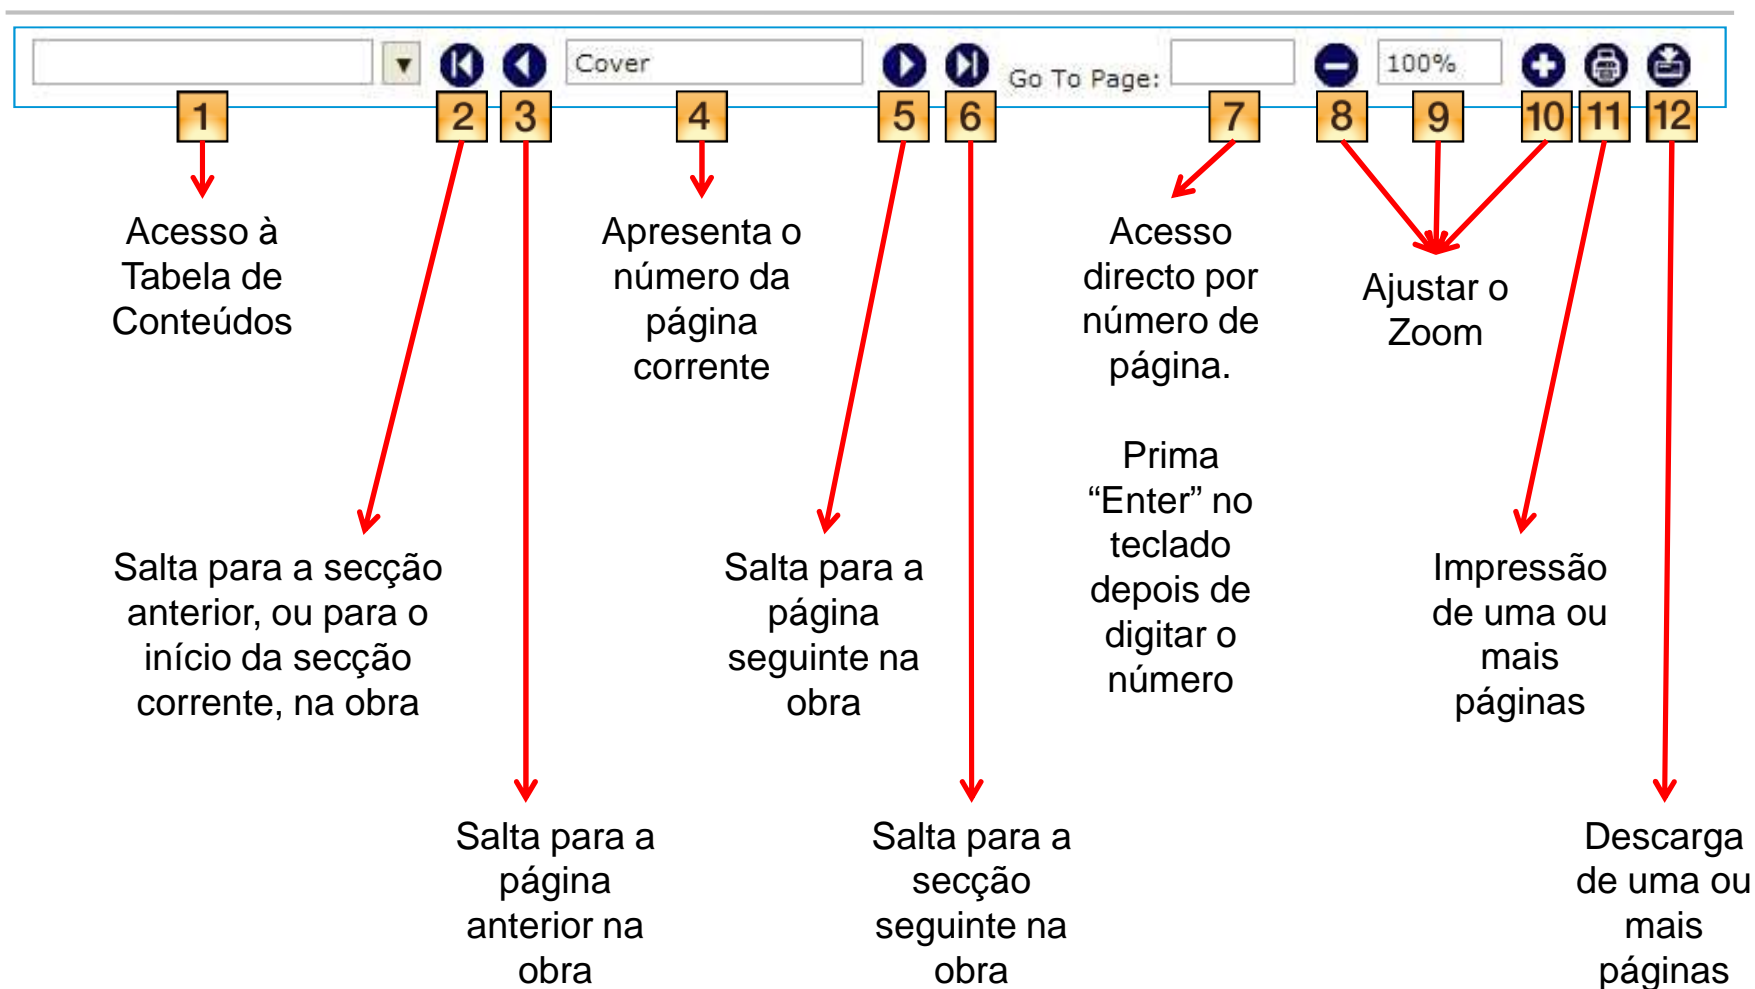 Cover
Go To Page:
100%
1
2
3
4
5
6
7
8
9
10
11
12
Acesso à
Tabela de
Conteúdos
Apresenta o
número da
página
corrente
Acesso
directo por
número de
página.
Prima
“Enter” no
teclado
depois de
digitar o
número
Ajustar o
Zoom
Salta para a secção
anterior, ou para o
início da secção
corrente, na obra
Salta para a
página
seguinte na
obra
Impressão
de uma ou
mais
páginas
Salta para a
página
anterior na
obra
Salta para a
secção
seguinte na
obra
Descarga
de uma ou
mais
páginas